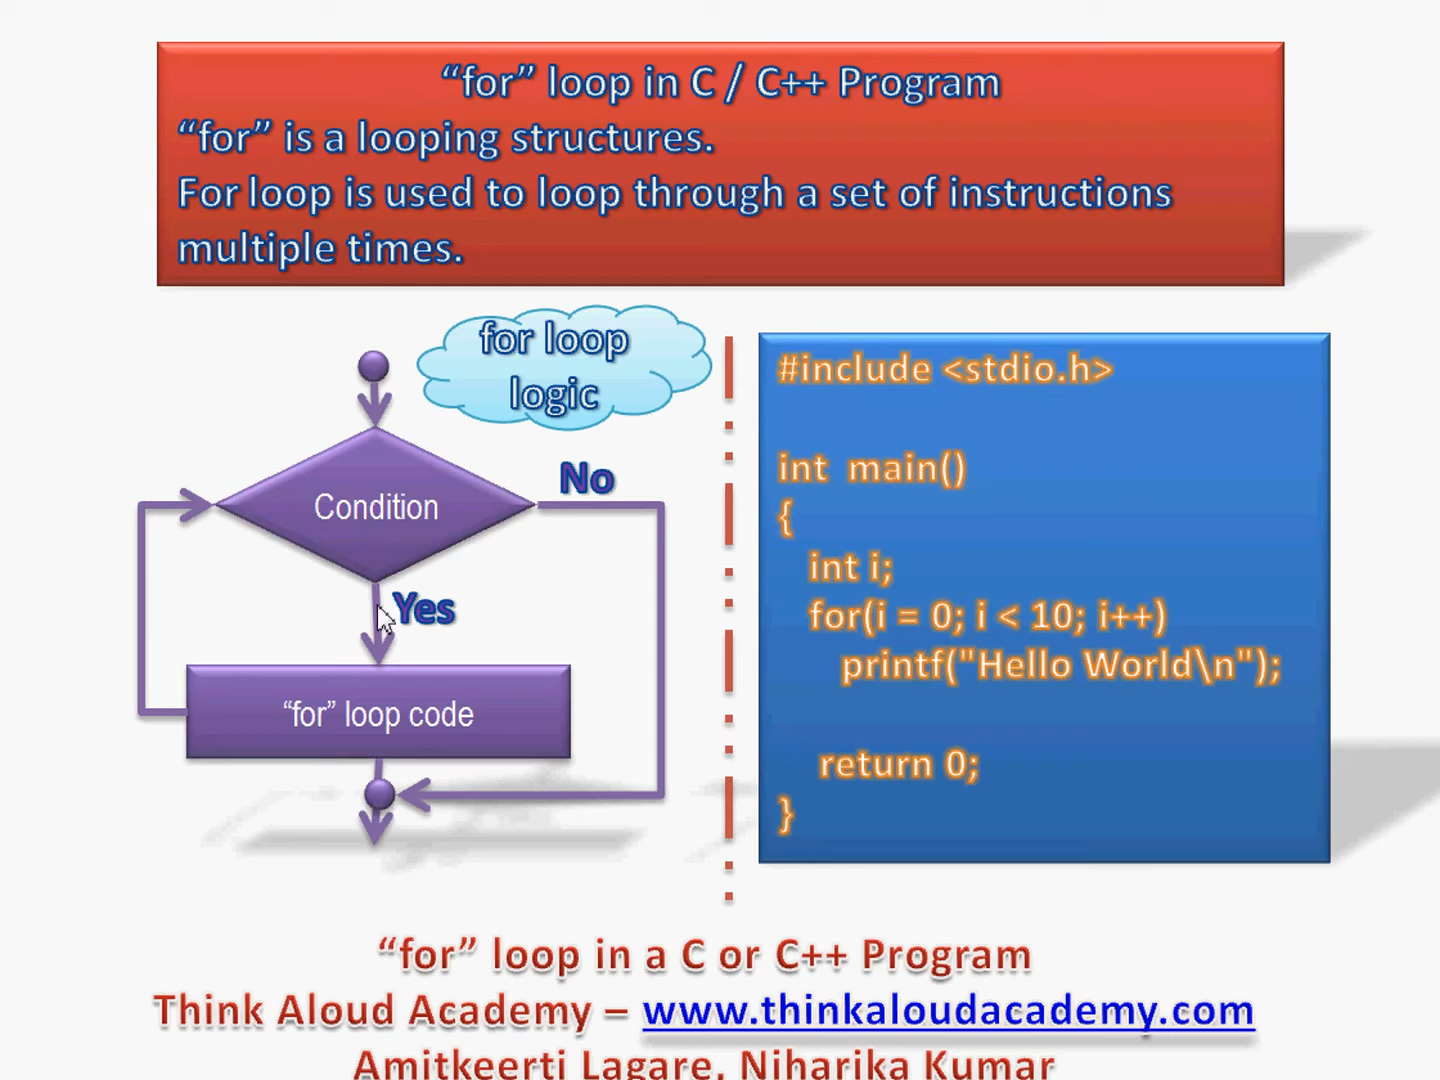 “for” loop in C / C++ Program
“for” is a looping structures.
For loop is used to loop through a set of instructions
multiple times.
for loop
logic
Condition
No
Yes
“for” loop code
#include <stdio.h>
int main()
{
int i;
for(i = 0; i < 10; i++)
printf("Hello World\n");
return 0;
}
“for” loop in a C or C++ Program
Think Aloud Academy – www.thinkaloudacademy.com
Amitkeerti Lagare, Niharika Kumar